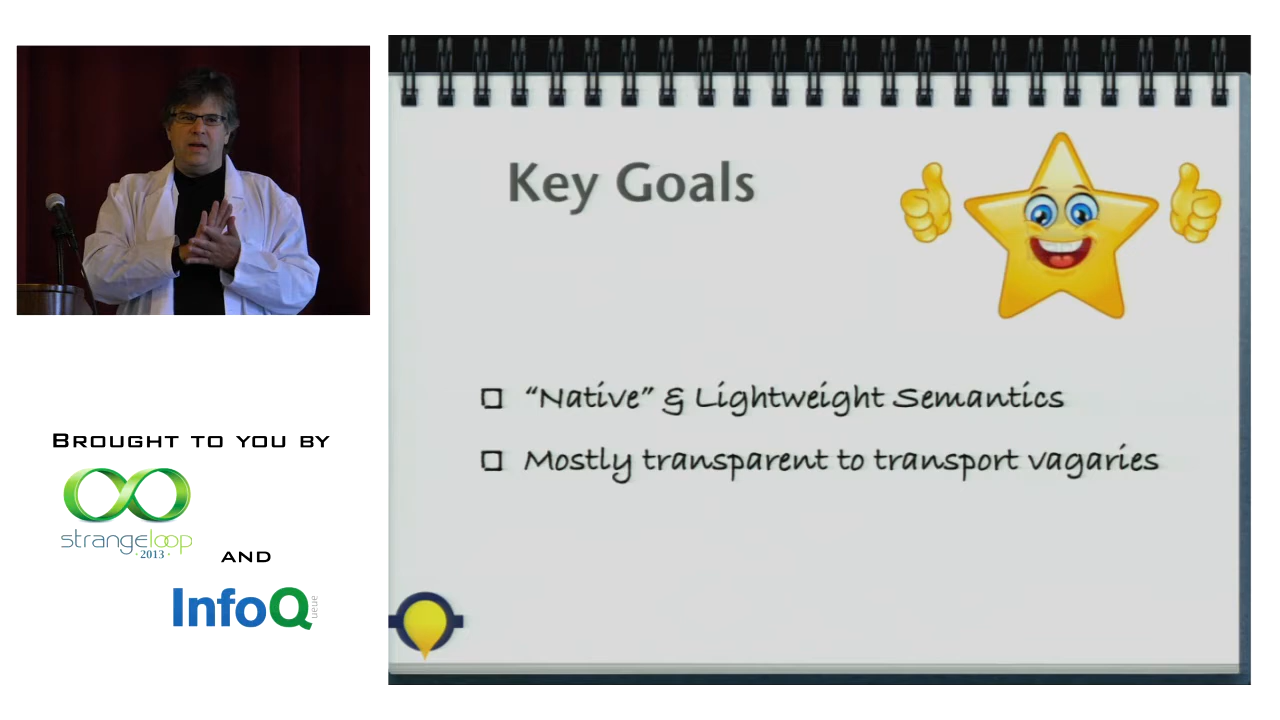 Key Goals
“Native” & Lightweight Semantics
Mostly transparent to transport vagaries
BROUGHT TO YOU BY
strangeloop
· 2013 ·
AND
InfoQ